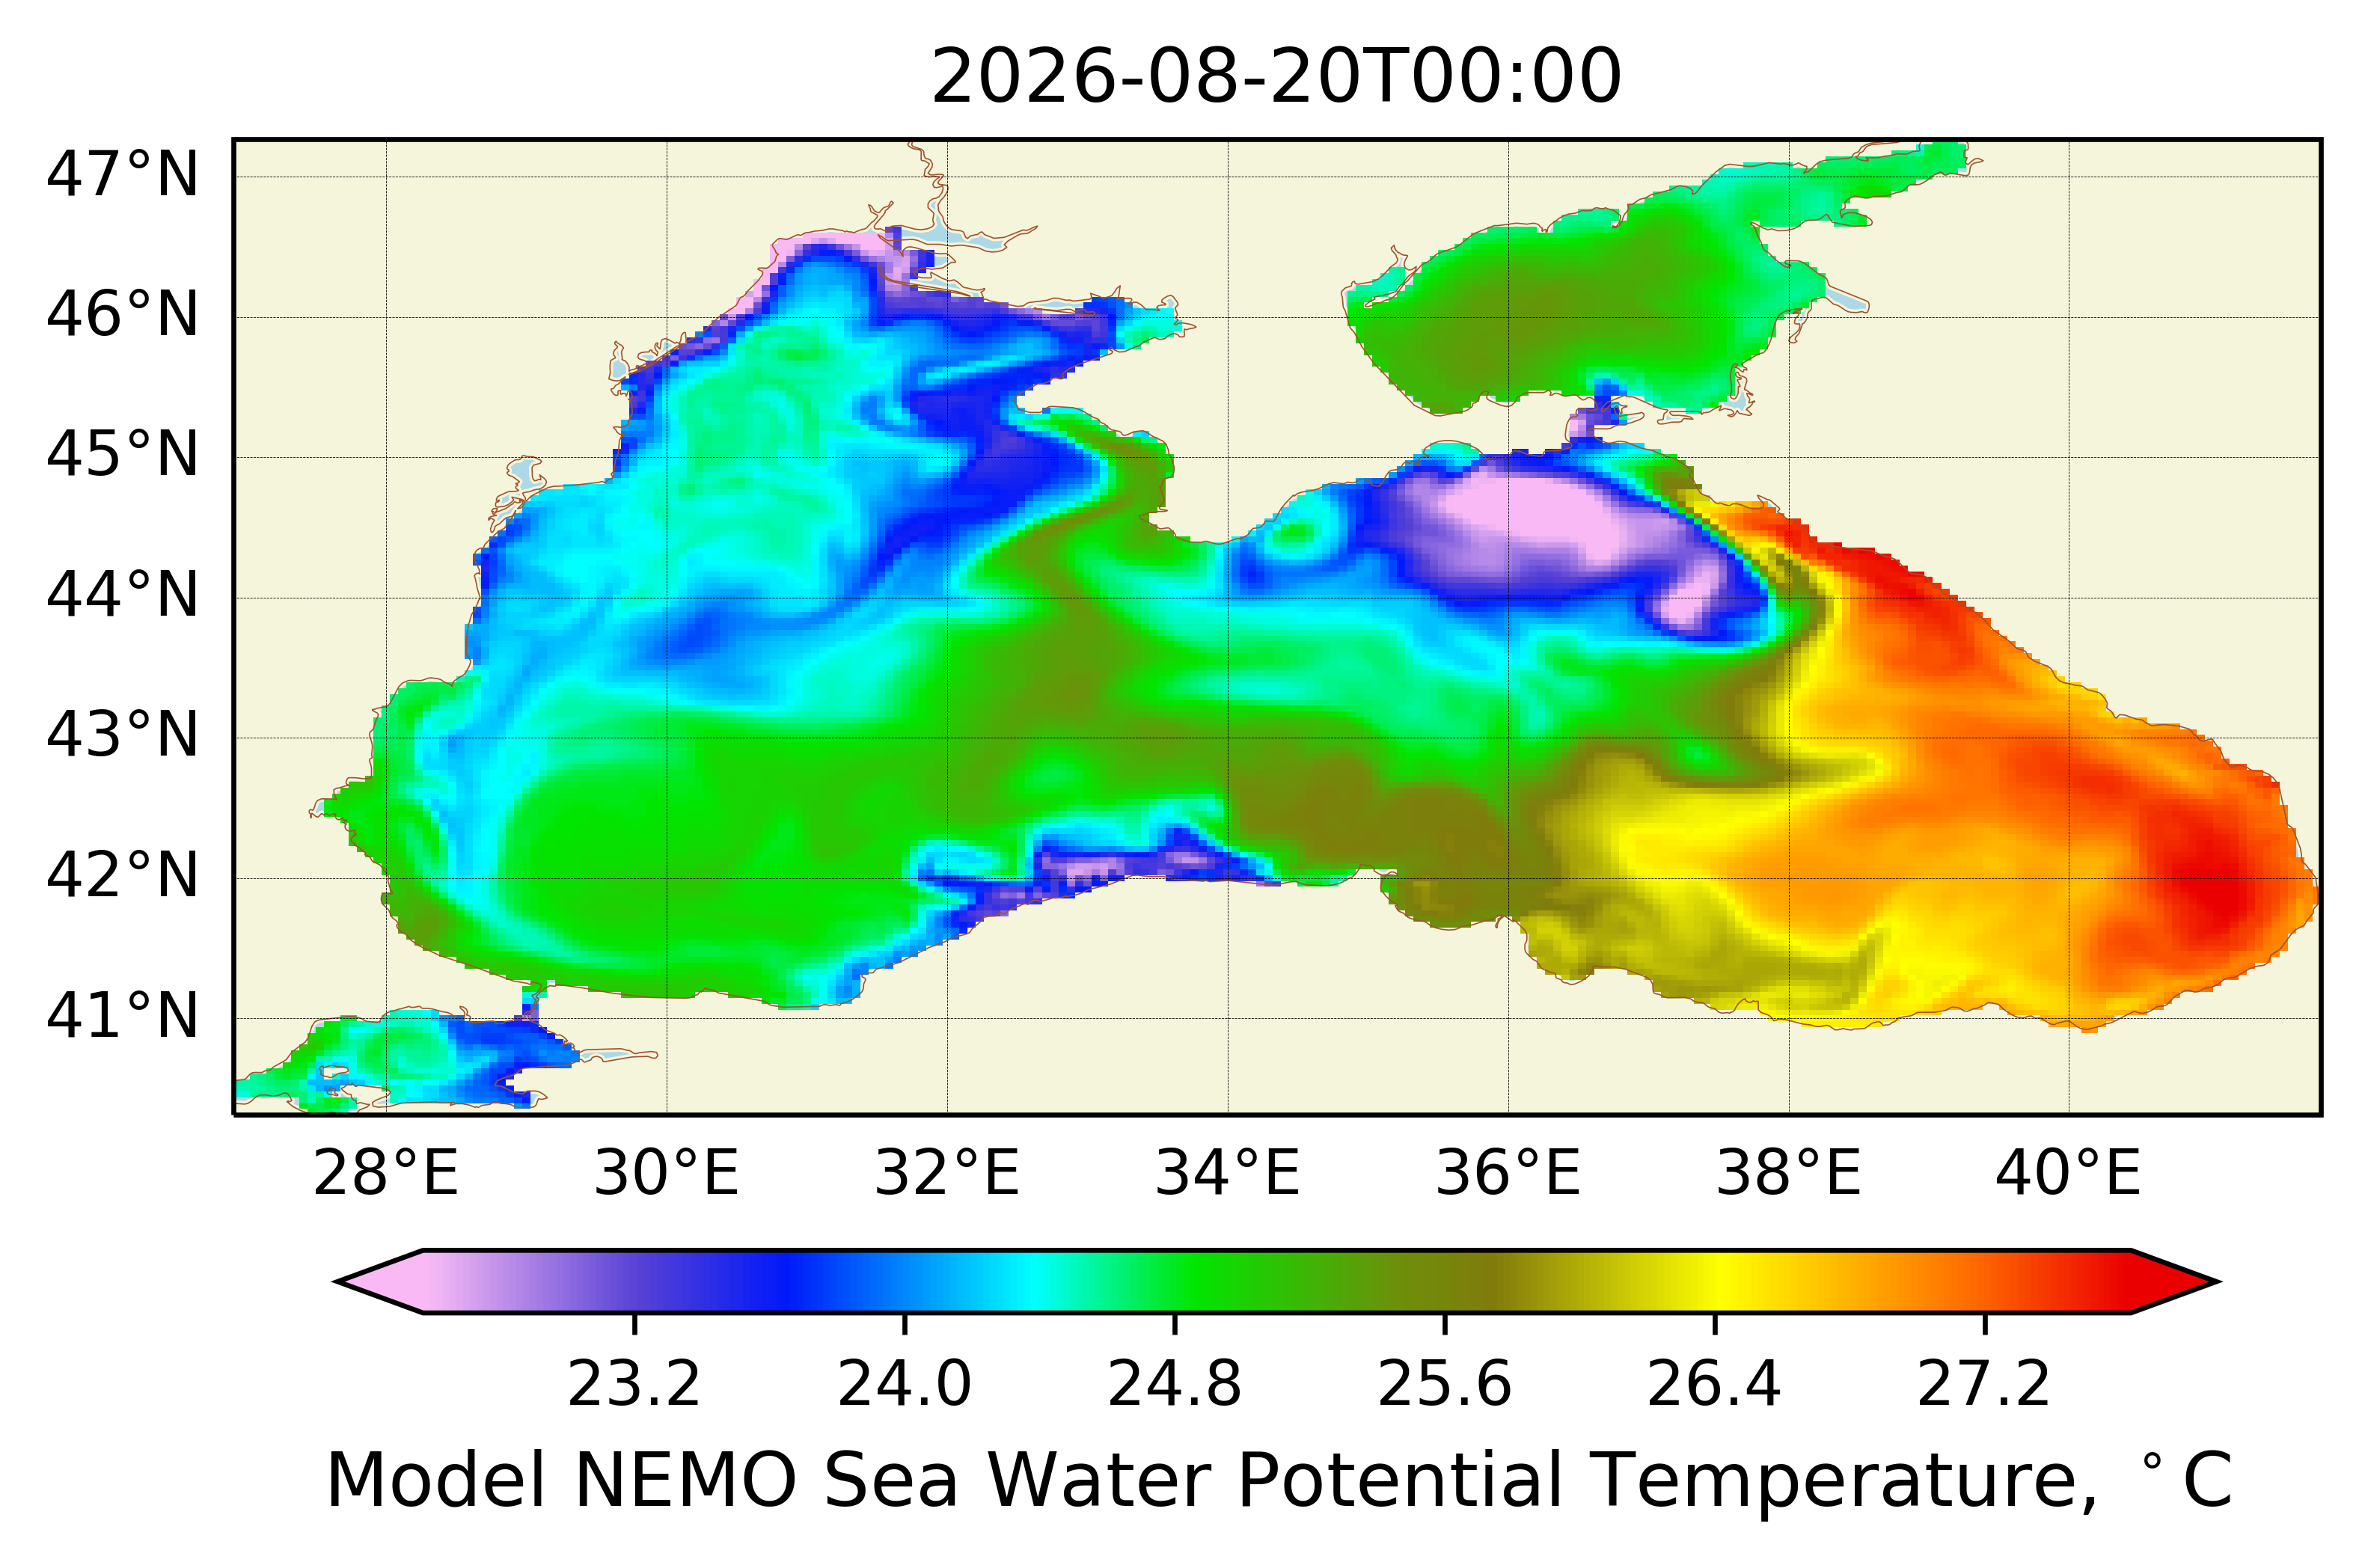 2026-08-20T00:00
47°N
46°N
45°N
44°N
43°N
42°N
41°N
28°E 30°E 32°E 34°E 36°E 38°E 40°E
23.2 24.0 24.8 25.6 26.4 27.2
Model NEMO Sea Water Potential Temperature, °C